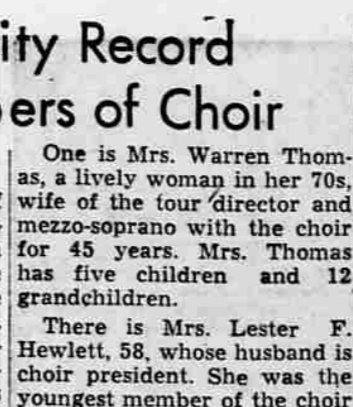 ity Record
ers of Choir
One is Mrs. Warren Thom-
as, a lively woman in her 70s,
wife of the tour director and
mezzo-soprano with the choir
for 45 years. Mrs. Thomas
has five children and 12
grandchildren.
There is Mrs. Lester F.
Hewlett, 58, whose husband is
choir president. She was the
youngest member of the choir